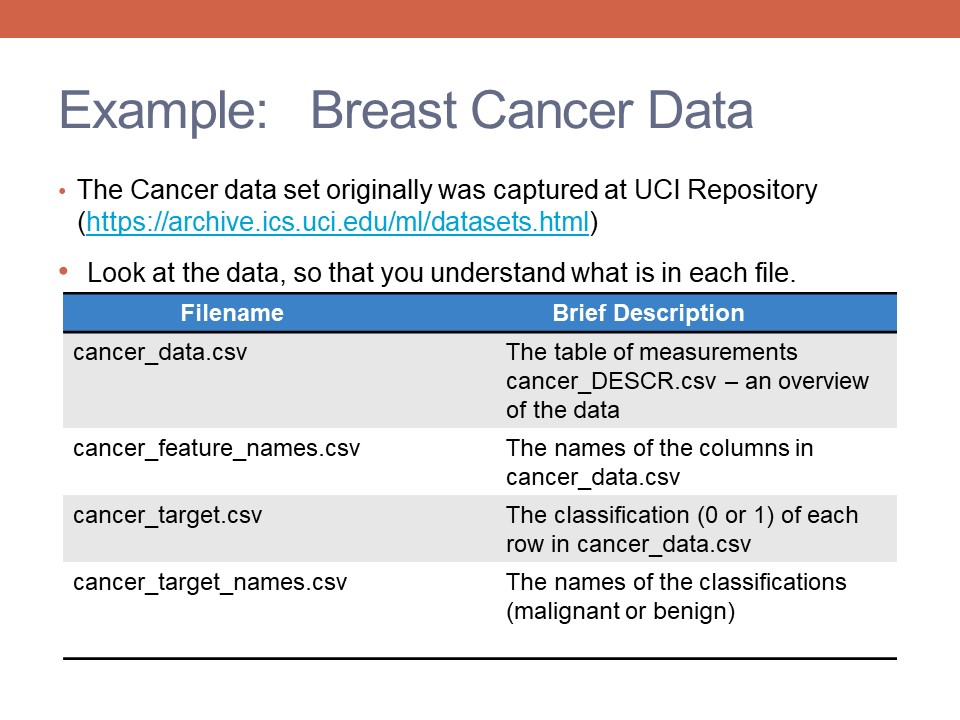 Example: Breast Cancer Data
• The Cancer data set originally was captured at UCI Repository
(https://archive.ics.uci.edu/ml/datasets.html)
• Look at the data, so that you understand what is in each file.
Filename Brief Description
cancer_data.csv The table of measurements
cancer_DESCR.csv – an overview
of the data
cancer_feature_names.csv The names of the columns in
cancer_data.csv
cancer_target.csv The classification (0 or 1) of each
row in cancer_data.csv
cancer_target_names.csv The names of the classifications
(malignant or benign)